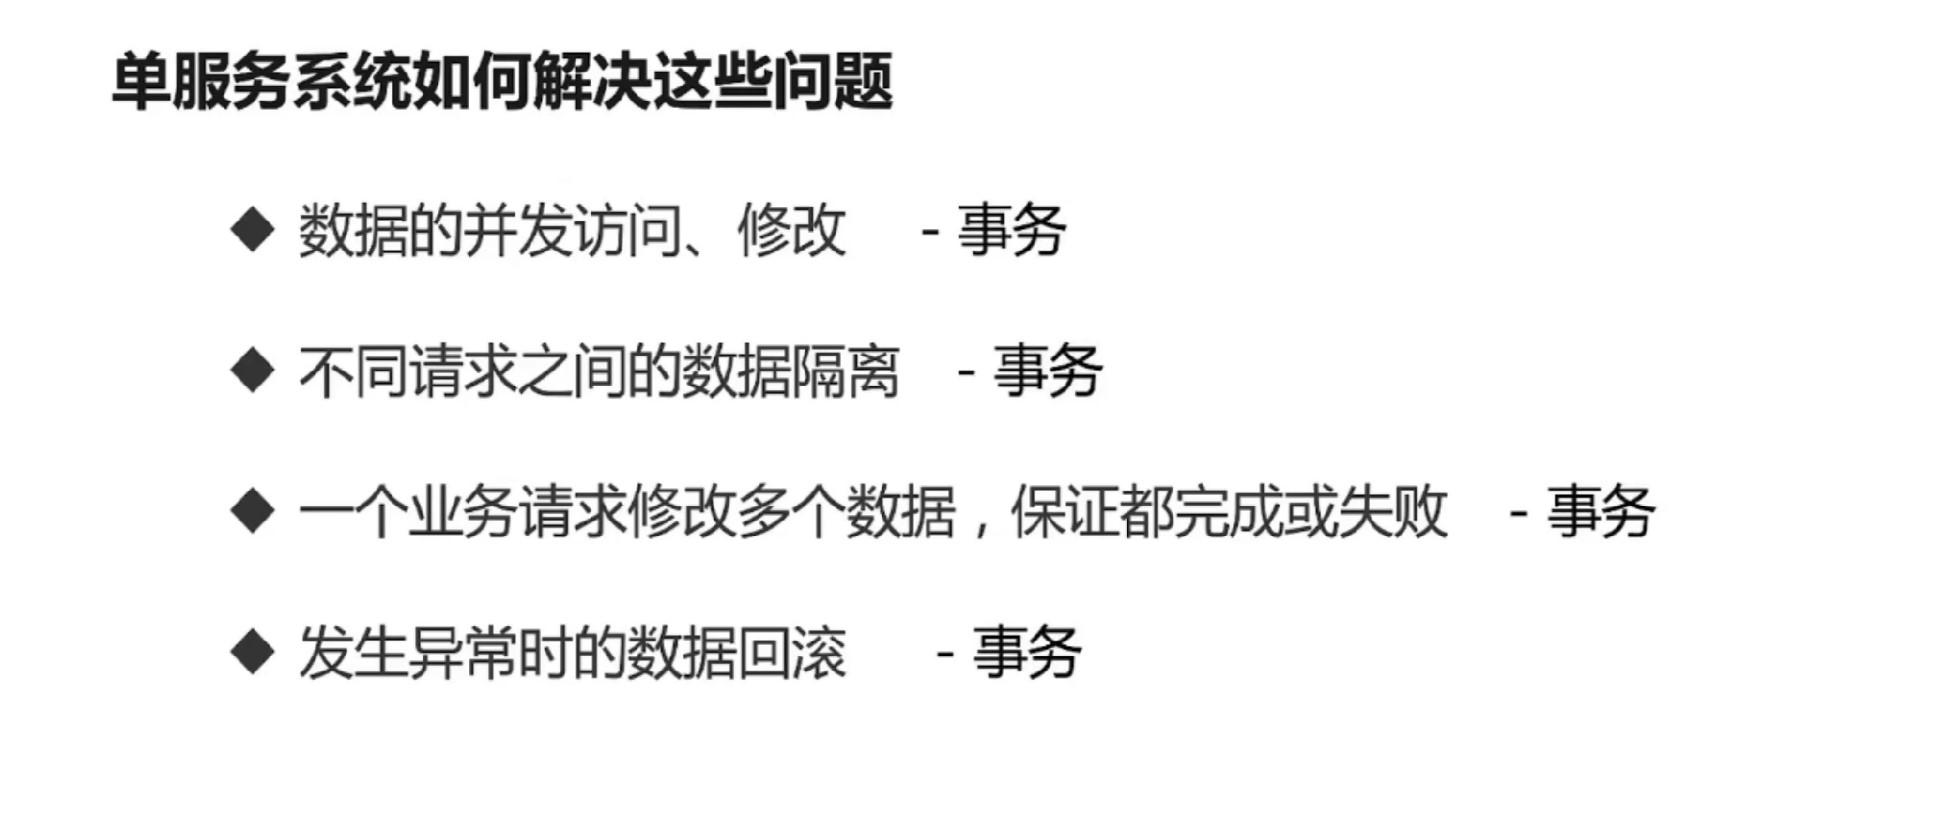 单服务系统如何解决这些问题
◆ 数据的并发访问、修改 - 事务
◆ 不同请求之间的数据隔离 - 事务
◆ 一个业务请求修改多个数据，保证都完成或失败 - 事务
◆ 发生异常时的数据回滚 - 事务